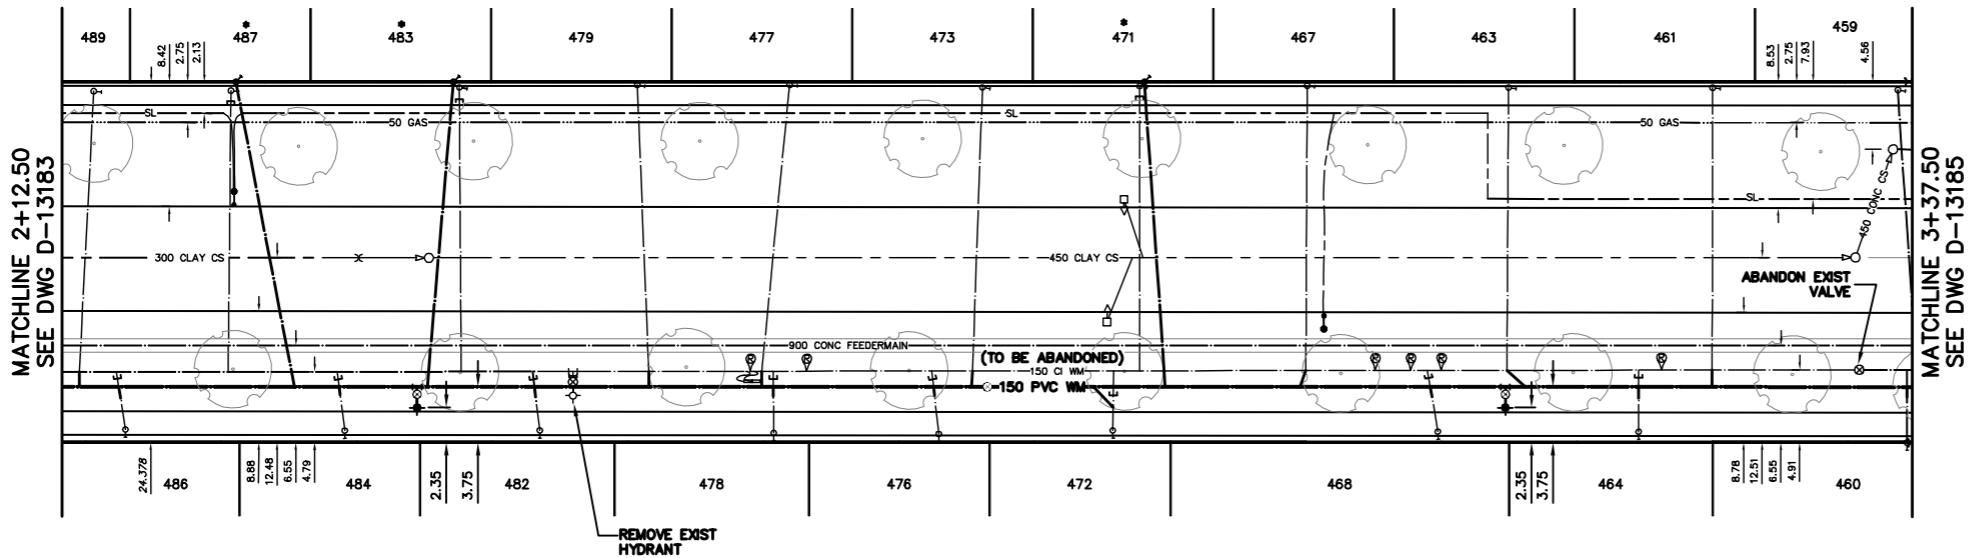 489
*
487
*
483
479
477
473
*
471
467
463
461
459
8.42
2.75
2.13
8.53
2.75
7.93
4.56
SL
50 GAS
SL
50 GAS
SL
MATCHLINE 2+12.50
SEE DWG D-13183
300 CLAY CS
450 CLAY CS
450 CONC CS
MATCHLINE 3+37.50
SEE DWG D-13185
ABANDON EXIST
VALVE
900 CONC FEEDERMAIN
(TO BE ABANDONED)
150 CI WM
150 PVC WM
24.378
486
8.88
12.48
6.55
4.79
484
2.35
3.75
482
478
476
472
468
2.35
3.75
464
8.78
12.51
6.55
4.91
460
REMOVE EXIST
HYDRANT